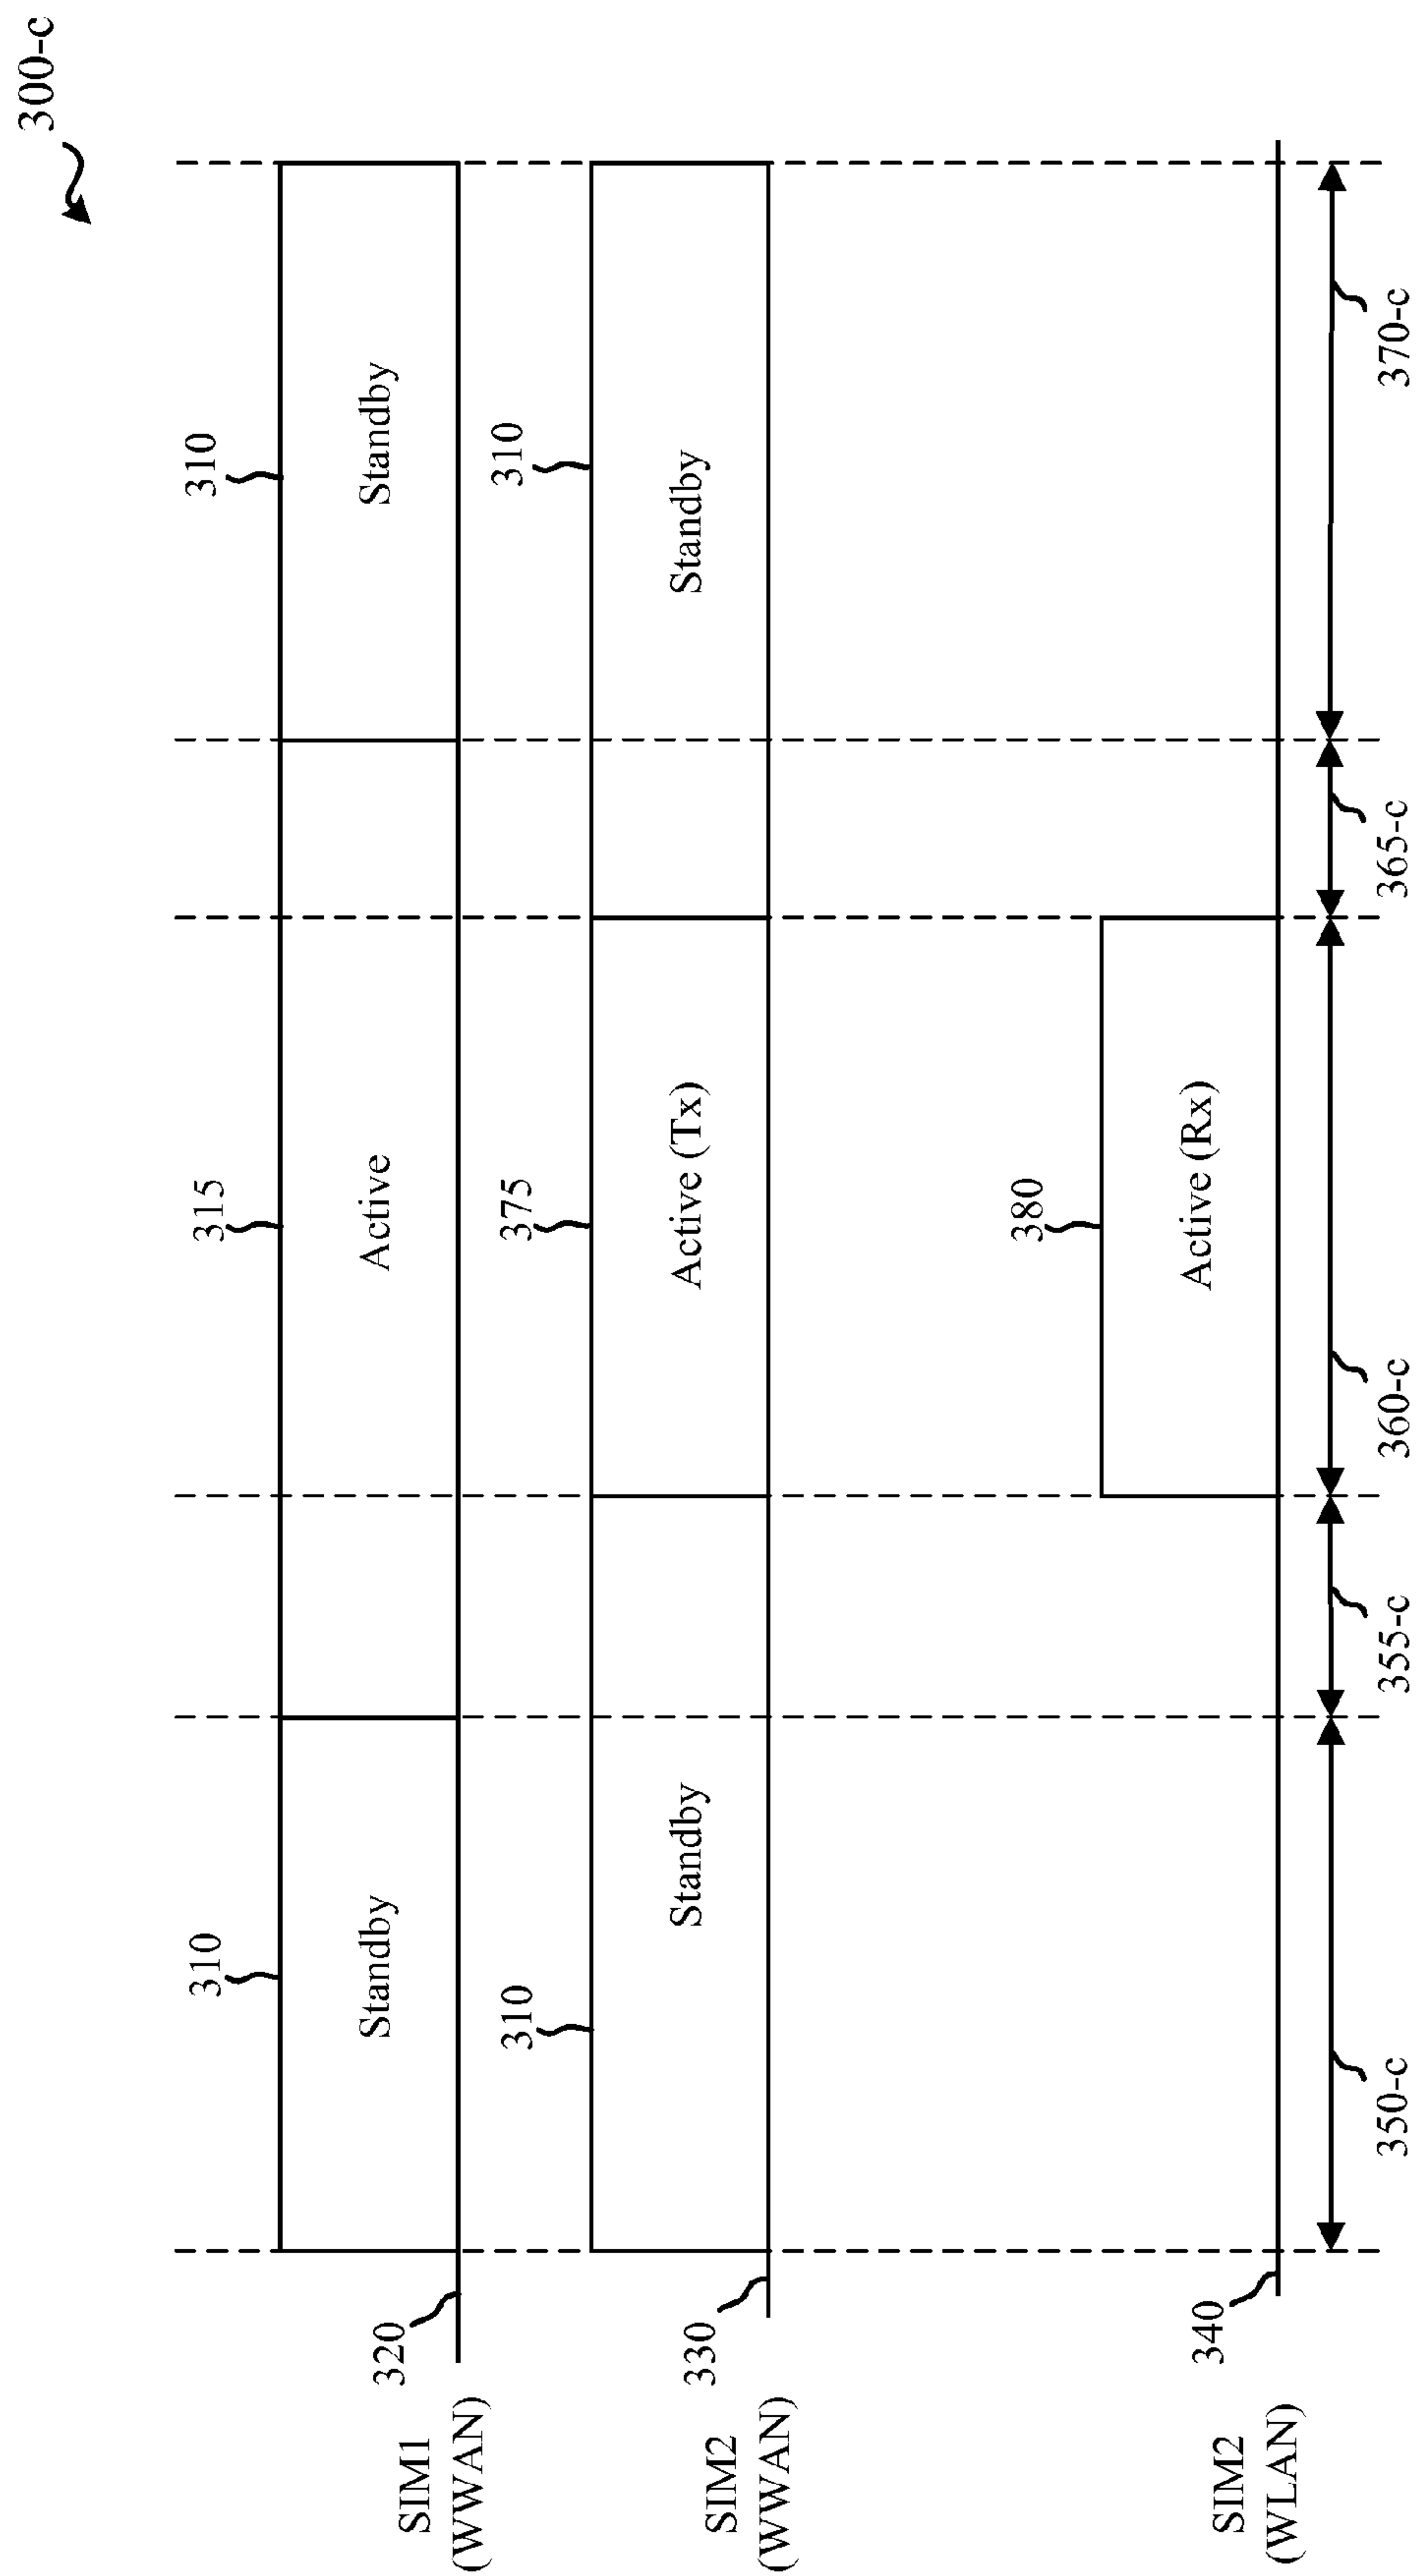 300-c
310
315
310
SIM1
(WWAN)
320
Standby
Active
Standby
310
375
310
SIM2
(WWAN)
330
Standby
Active (Tx)
Standby
380
SIM2
(WLAN)
340
Active (Rx)
350-c
355-c
360-c
365-c
370-c